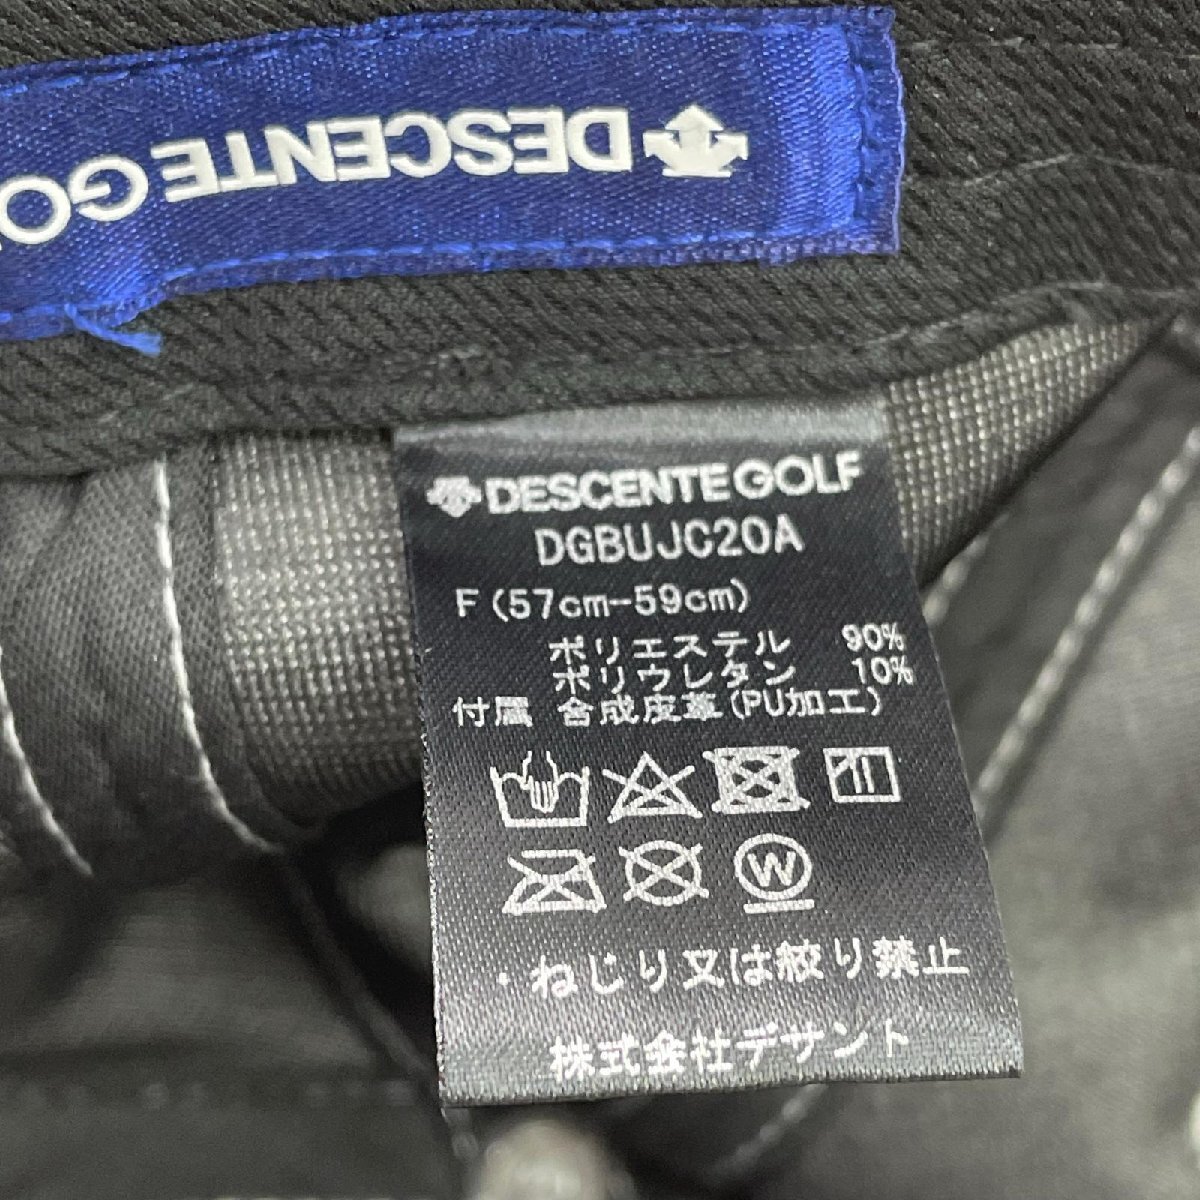 DESCENTE GO
DESCENTE GOLF
DGBUJC20A
F (57cm-59cm)
ポリエステル 90%
ポリウレタン 10%
付属 合成皮革(PU加工)
W
・ねじり又は絞り禁止
株式会社デサント